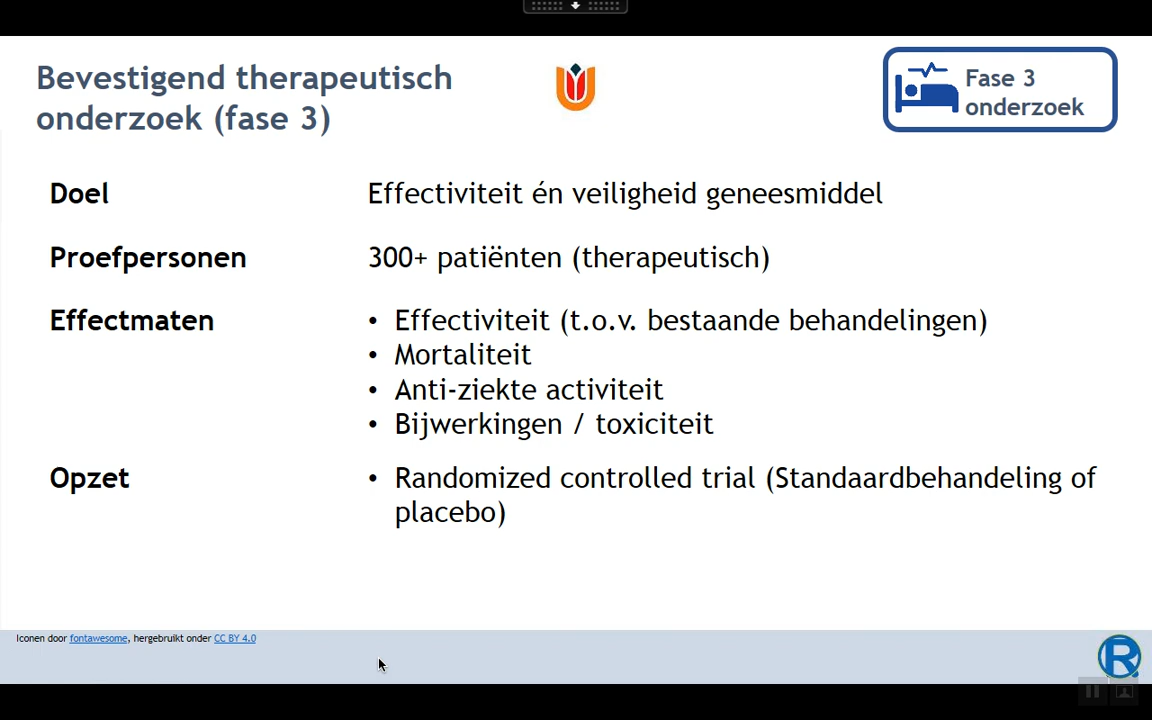 Bevestigend therapeutisch
onderzoek (fase 3)
Fase 3
onderzoek
Doel
Effectiviteit én veiligheid geneesmiddel
Proefpersonen
300+ patiënten (therapeutisch)
Effectmaten
• Effectiviteit (t.o.v. bestaande behandelingen)
• Mortaliteit
• Anti-ziekte activiteit
• Bijwerkingen / toxiciteit
Opzet
• Randomized controlled trial (Standaardbehandeling of
placebo)
Iconen door fontawesome, hergebruikt onder CC BY 4.0
R